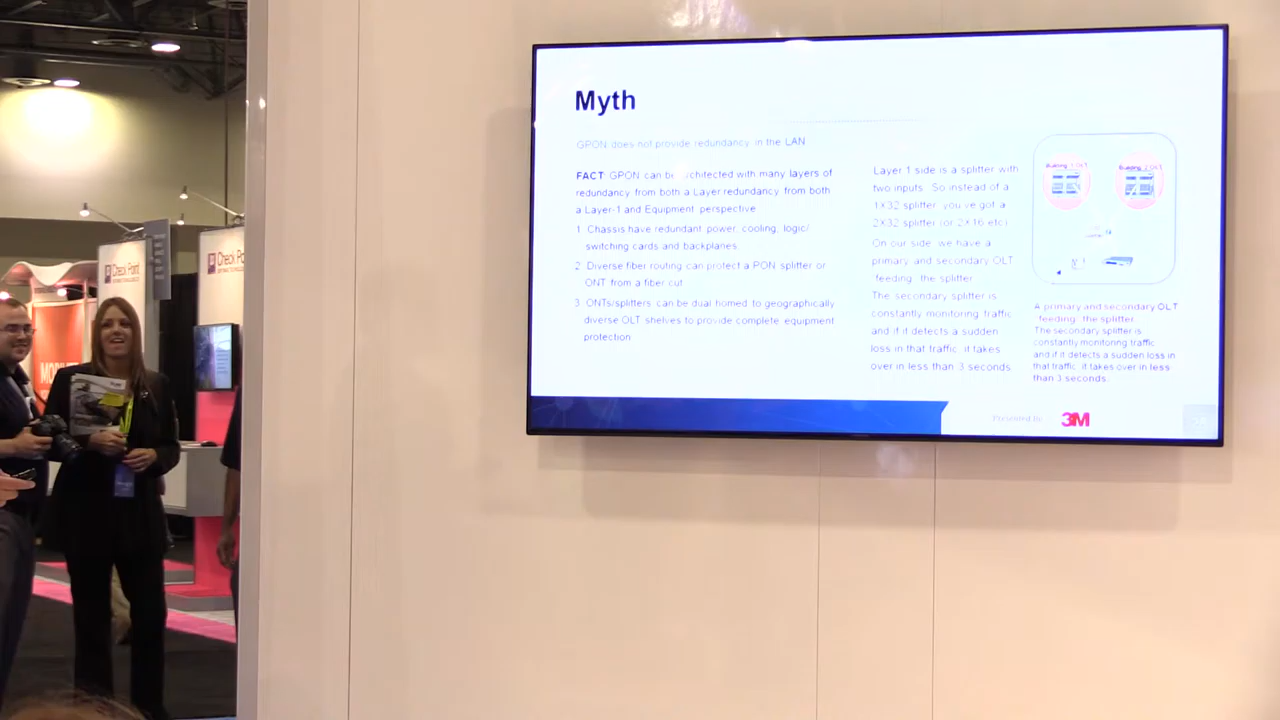 Myth
GPON does not provide redundancy in the LAN
FACT: GPON can be architected with many layers of
redundancy from both a Layer redundancy from both
a Layer-1 and Equipment perspective
1 Chassis have redundant power, cooling, logic/
switching cards and backplanes.
2 Diverse fiber routing can protect a PON splitter or
ONT from a fiber cut
3 ONTs/splitters can be dual homed to geographically
diverse OLT shelves to provide complete equipment
protection
Layer 1 side is a splitter with
two inputs. So instead of a
1X32 splitter, you've got a
2X32 splitter (or 2X16 etc)
On our side, we have a
primary and secondary OLT
"feeding" the splitter
The secondary splitter is
constantly monitoring traffic
and if it detects a sudden
loss in that traffic, it takes
over in less than 3 seconds.
Building 1 OLT
Building 2 OLT
A primary and secondary OLT
"feeding" the splitter
The secondary splitter is
constantly monitoring traffic
and if it detects a sudden loss in
that traffic, it takes over in less
than 3 seconds.
Presented by
3M
Check Point
Check Po
MOBILIT